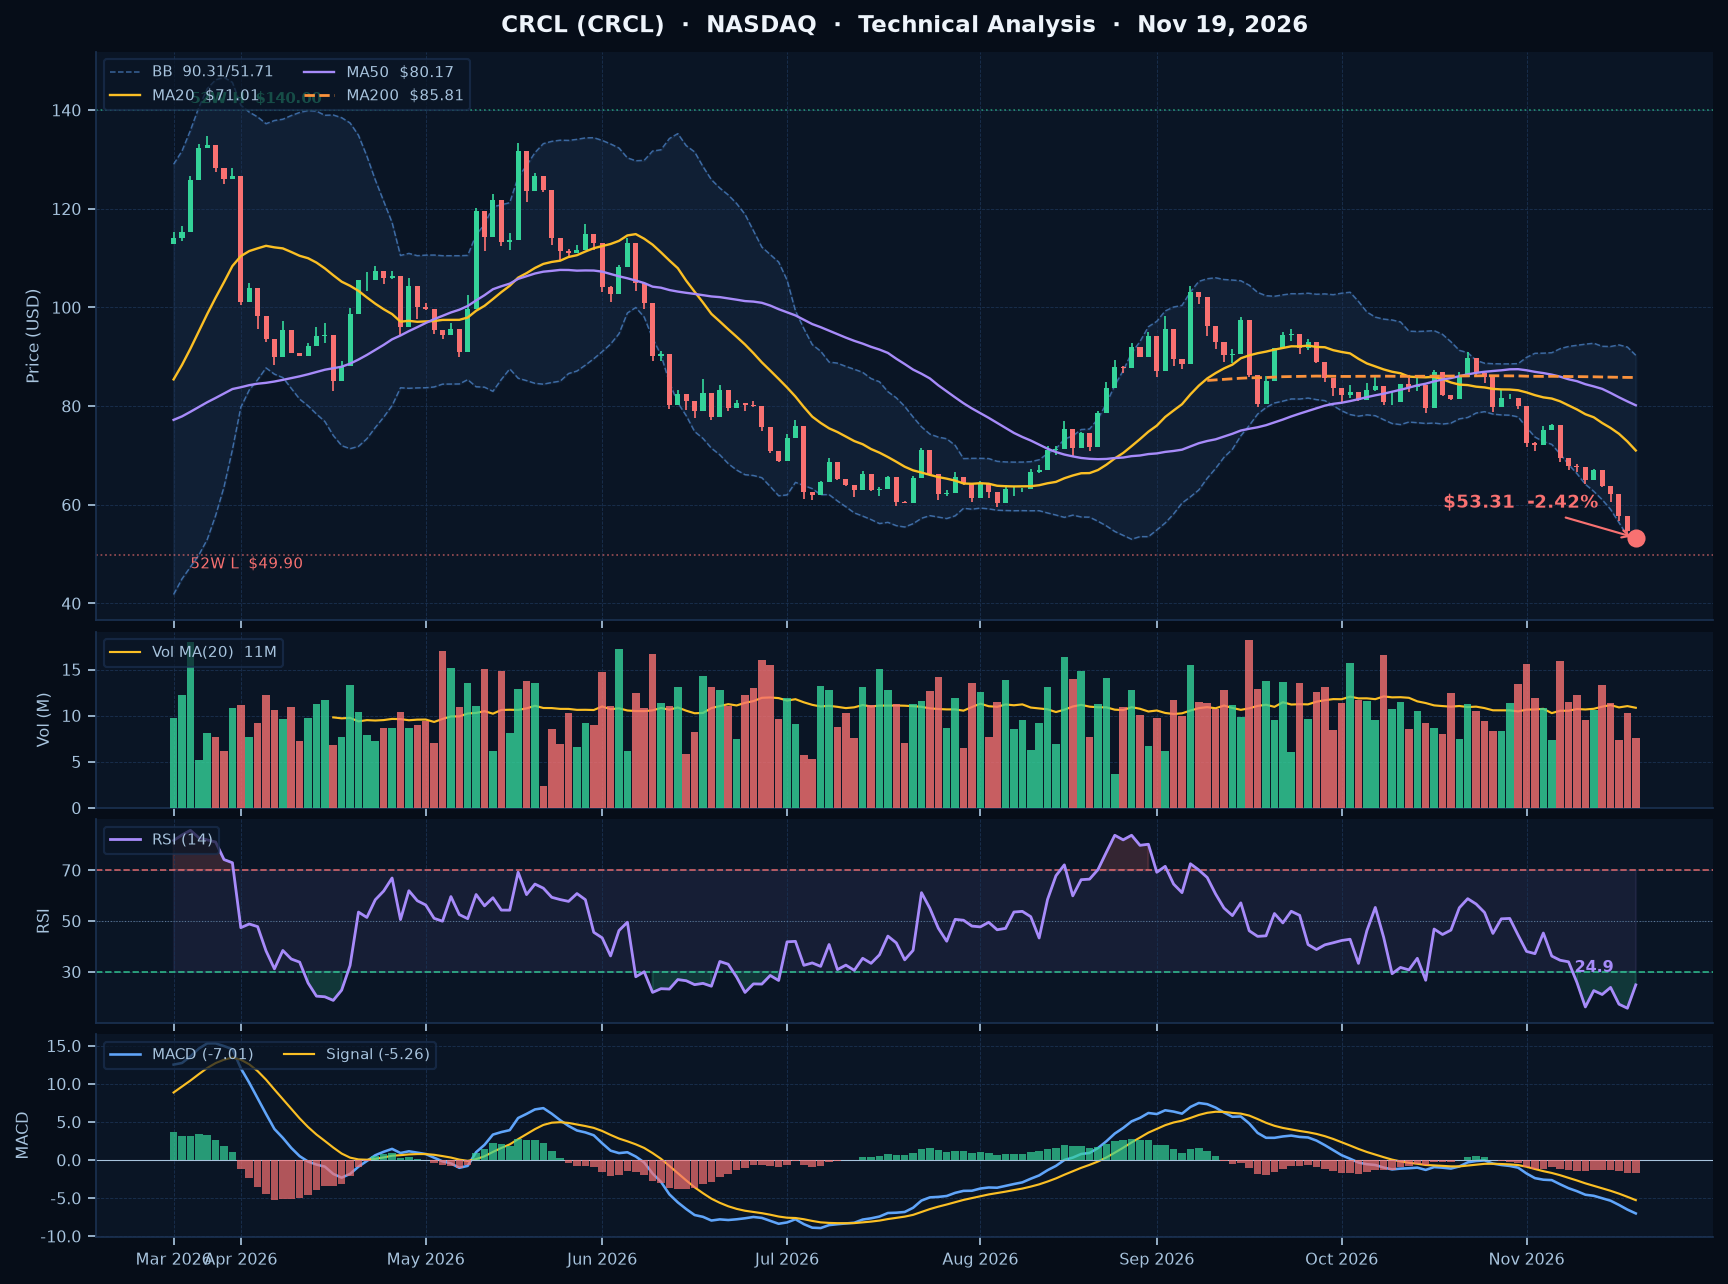 CRCL (CRCL) · NASDAQ · Technical Analysis · Nov 19, 2026
BB 90.31/51.71
MA20 $71.01
MA50 $80.17
MA200 $85.81
52W H $140.00
140
120
100
80
60
40
Price (USD)
$53.31 -2.42%
52W L $49.90
Vol MA(20) 11M
15
10
5
0
Vol (M)
RSI (14)
70
50
30
RSI
24.9
MACD (-7.01)
Signal (-5.26)
15.0
10.0
5.0
0.0
-5.0
-10.0
MACD
Mar 2026
Apr 2026
May 2026
Jun 2026
Jul 2026
Aug 2026
Sep 2026
Oct 2026
Nov 2026